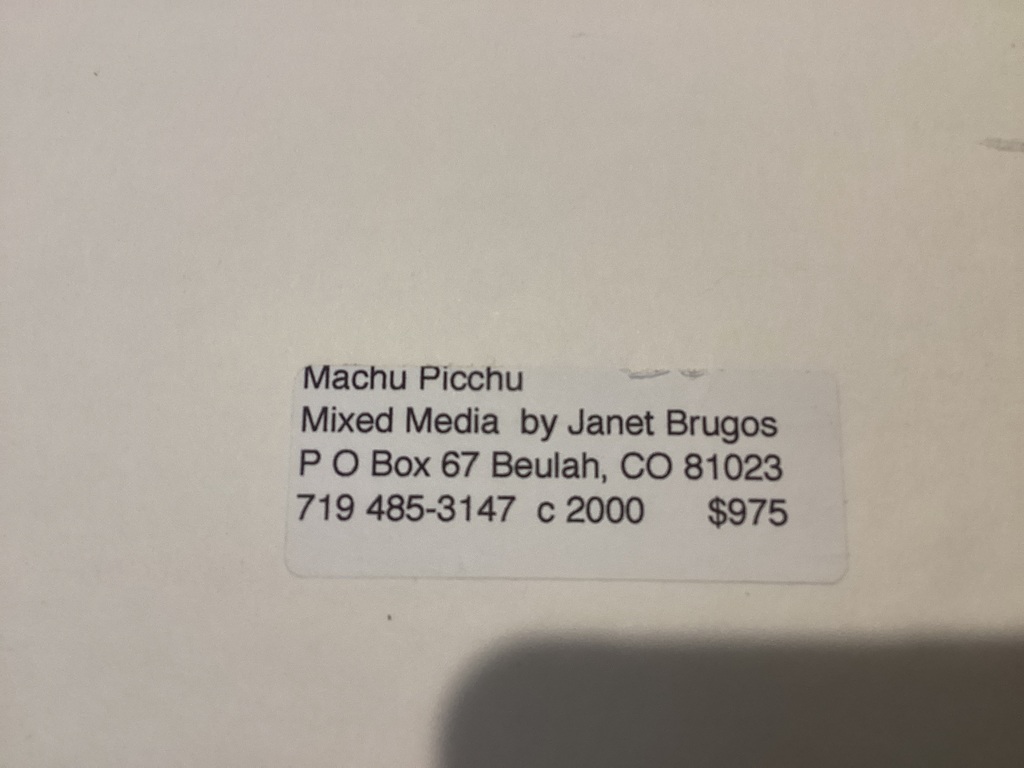 Machu Picchu
Mixed Media by Janet Brugos
P O Box 67 Beulah, CO 81023
719 485-3147 c 2000 $975